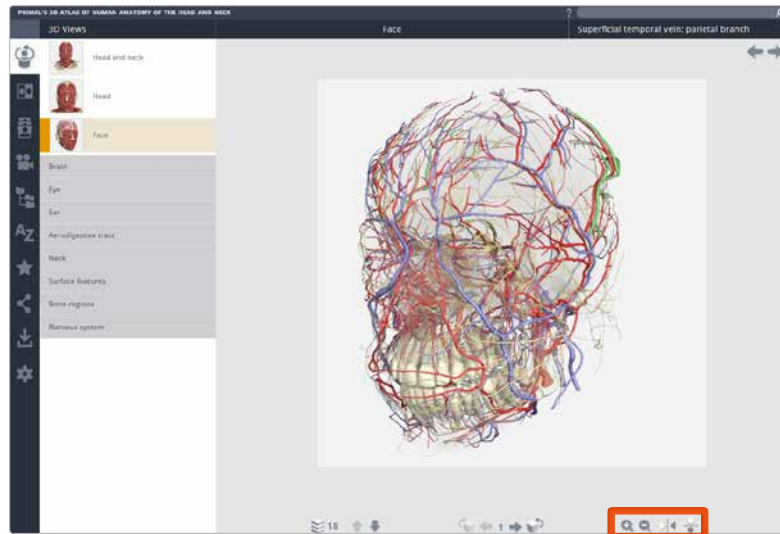 PRIMAL'S 3D ATLAS OF HUMAN ANATOMY OF THE HEAD AND NECK
?
3D Views
Face
Superficial temporal vein; parietal branch
Head and neck
Head
Face
Brain
Eye
Ear
Aerodigestive tract
Neck
Surface features
Bone regions
Nervous system
AZ
18
1